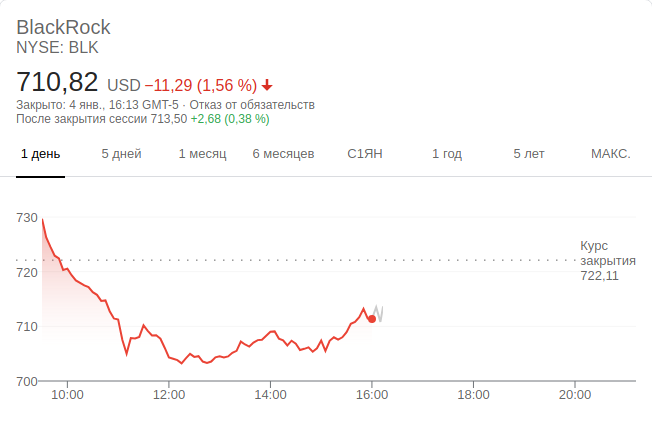 BlackRock
NYSE: BLK
710,82 USD −11,29 (1,56 %)
Закрыто: 4 янв., 16:13 GMT-5 · Отказ от обязательств
После закрытия сессии 713,50 +2,68 (0,38 %)
1 день 5 дней 1 месяц 6 месяцев С1ЯН 1 год 5 лет МАКС.
730
Курс
закрытия
722,11
720
710
700
10:00 12:00 14:00 16:00 18:00 20:00